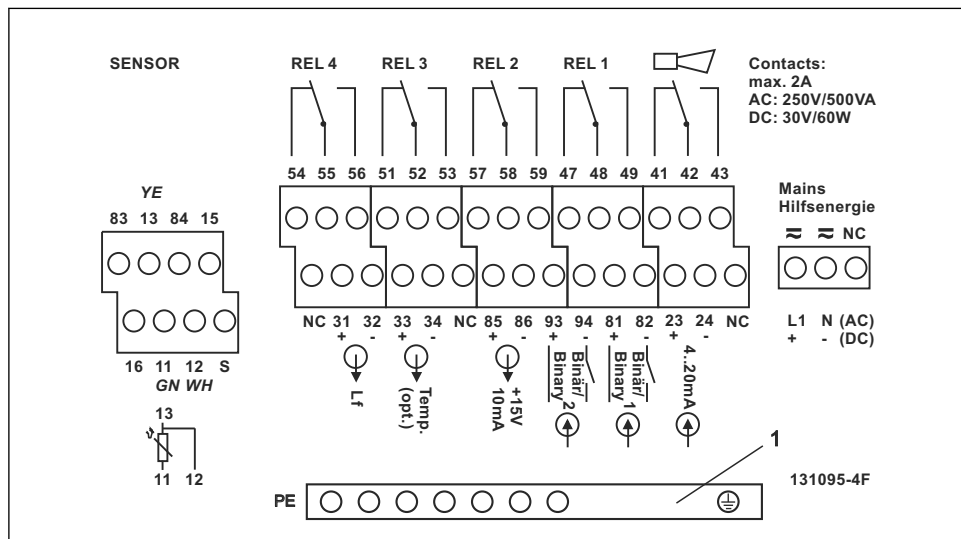 SENSOR
REL 4 REL 3 REL 2 REL 1
Contacts:
max. 2A
AC: 250V/500VA
DC: 30V/60W
54 55 56 51 52 53 57 58 59 47 48 49 41 42 43
YE
83 13 84 15
Mains
Hilfsenergie
NC
NC 31 32 33 34 NC 85 86 93 94 81 82 23 24 NC
+ - + - + - + - + - + -
L1 N (AC)
+ - (DC)
16 11 12 S
GN WH
Lf
Temp.
(opt.)
+15V
10mA
Binär/
Binary 2
Binär/
Binary 1
4..20mA
13
11 12
1
131095-4F
PE